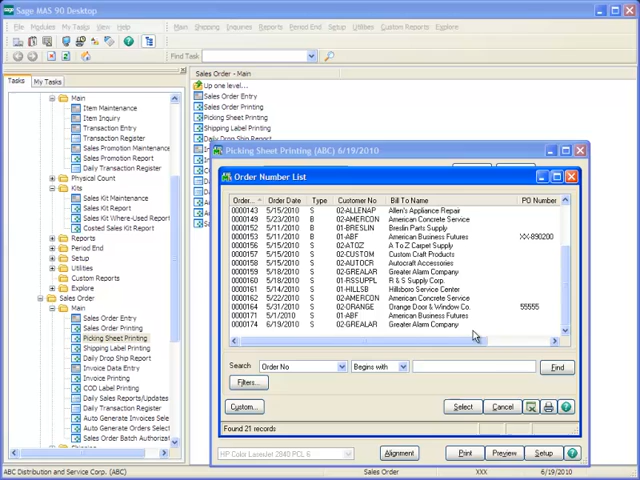 Sage MAS 90 Desktop
File Modules My Tasks View Tools Help Main Shipping Inquiries Reports Period End Setup Utilities Custom Reports Explore
Find Task
Tasks My Tasks
Main
Item Maintenance
Item Inquiry
Transaction Entry
Transaction Register
Sales Promotion Maintenance
Sales Promotion Report
Daily Transaction Register
Physical Count
Kits
Sales Kit Maintenance
Sales Kit Report
Sales Kit Where-Used Report
Costed Sales Kit Report
Reports
Period End
Setup
Utilities
Custom Reports
Explore
Sales Order
Main
Sales Order Entry
Sales Order Printing
Picking Sheet Printing
Shipping Label Printing
Daily Drop Ship Report
Invoice Data Entry
Invoice Printing
COD Label Printing
Daily Sales Reports/Updates
Daily Transaction Register
Auto Generate Invoices Selec
Auto Generate Orders Select
Sales Order Batch Authorizat
Sales Order - Main
Up one level...
Sales Order Entry
Sales Order Printing
Picking Sheet Printing
Shipping Label Printing
Daily Drop Ship Report
Picking Sheet Printing (ABC) 6/19/2010
Order Number List
Order... Order Date Type Customer No Bill To Name PO Number
0000143 5/15/2010 S 02-ALLENAP Allen's Appliance Repair
0000149 5/23/2010 B 02-AMERCON American Concrete Service
0000152 5/11/2010 B 01-BRESLIN Breslin Parts Supply
0000153 5/11/2010 B 01-ABF American Business Futures XX-890200
0000156 5/15/2010 S 02-ATOZ A To Z Carpet Supply
0000157 5/15/2010 S 02-CUSTOM Custom Craft Products
0000158 5/22/2010 S 02-AUTOCR Autocraft Accessories
0000159 5/22/2010 S 02-GREALAR Greater Alarm Company
0000160 5/18/2010 S 01-RSSUPPL R & S Supply Corp.
0000161 5/14/2010 S 01-HILLSB Hillsboro Service Center
0000162 5/22/2010 S 02-AMERCON American Concrete Service
0000164 5/30/2010 S 02-ORANGE Orange Door & Window Co. 55555
0000171 5/1/2010 S 01-ABF American Business Futures
0000174 6/19/2010 S 02-GREALAR Greater Alarm Company
Search Order No Begins with Find
Filters...
Custom... Select Cancel
Found 21 records
HP Color LaserJet 2840 PCL 6 Alignment Print Preview Setup
ABC Distribution and Service Corp. (ABC) Sales Order XXX 6/19/2010